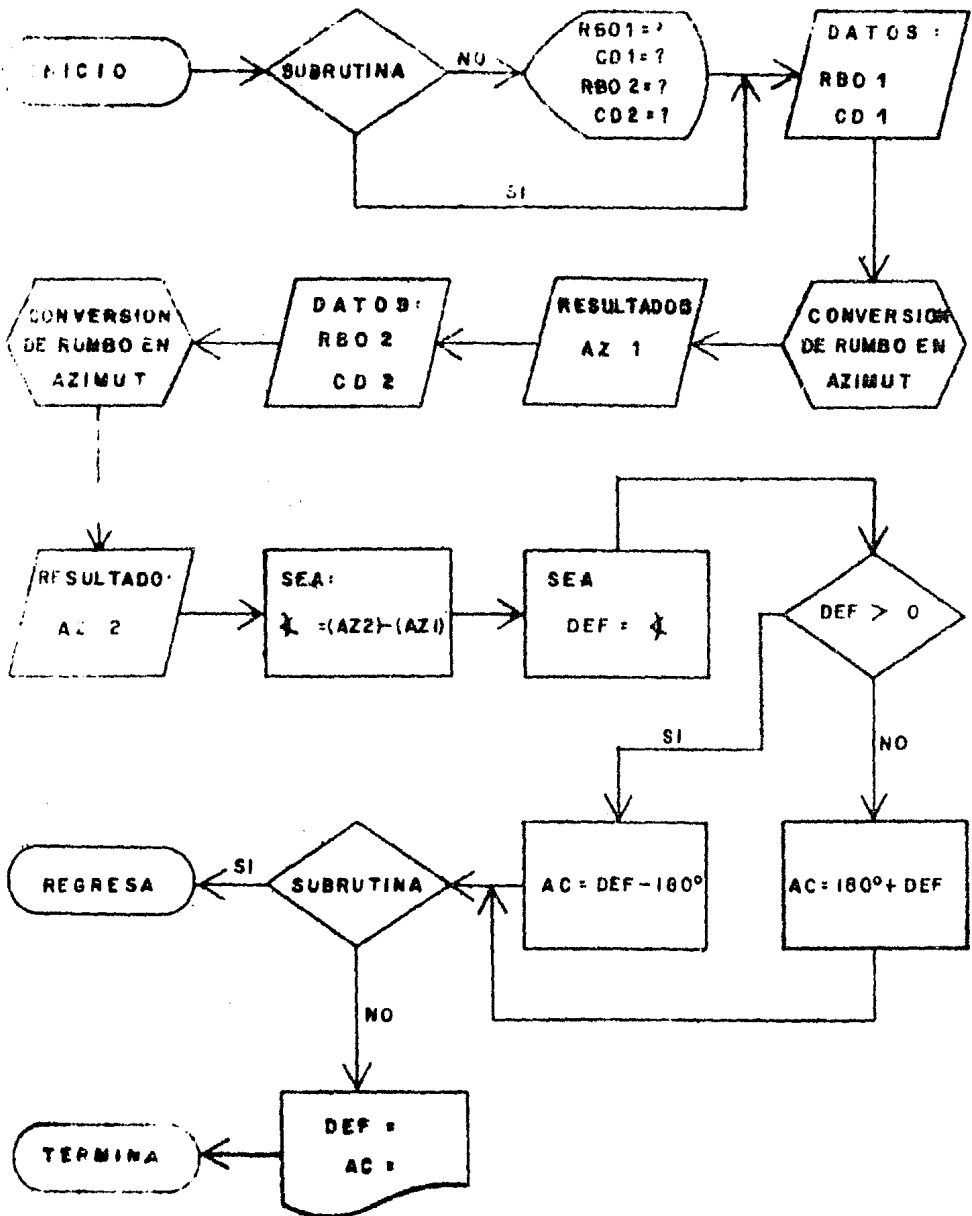 INICIO
SUBRUTINA
NO
RBO1=?
CD1=?
RBO2=?
CD2=?
SI
DATOS:
RBO 1
CD 1
CONVERSION
DE RUMBO EN
AZIMUT
RESULTADOS
AZ 1
DATOS:
RBO 2
CD 2
CONVERSION
DE RUMBO EN
AZIMUT
RESULTADO:
AZ 2
SEA:
∢ =(AZ2)-(AZ1)
SEA
DEF = ∢
DEF > 0
SI
NO
AC=DEF-180°
AC=180°+DEF
SUBRUTINA
SI
REGRESA
NO
DEF =
AC =
TERMINA